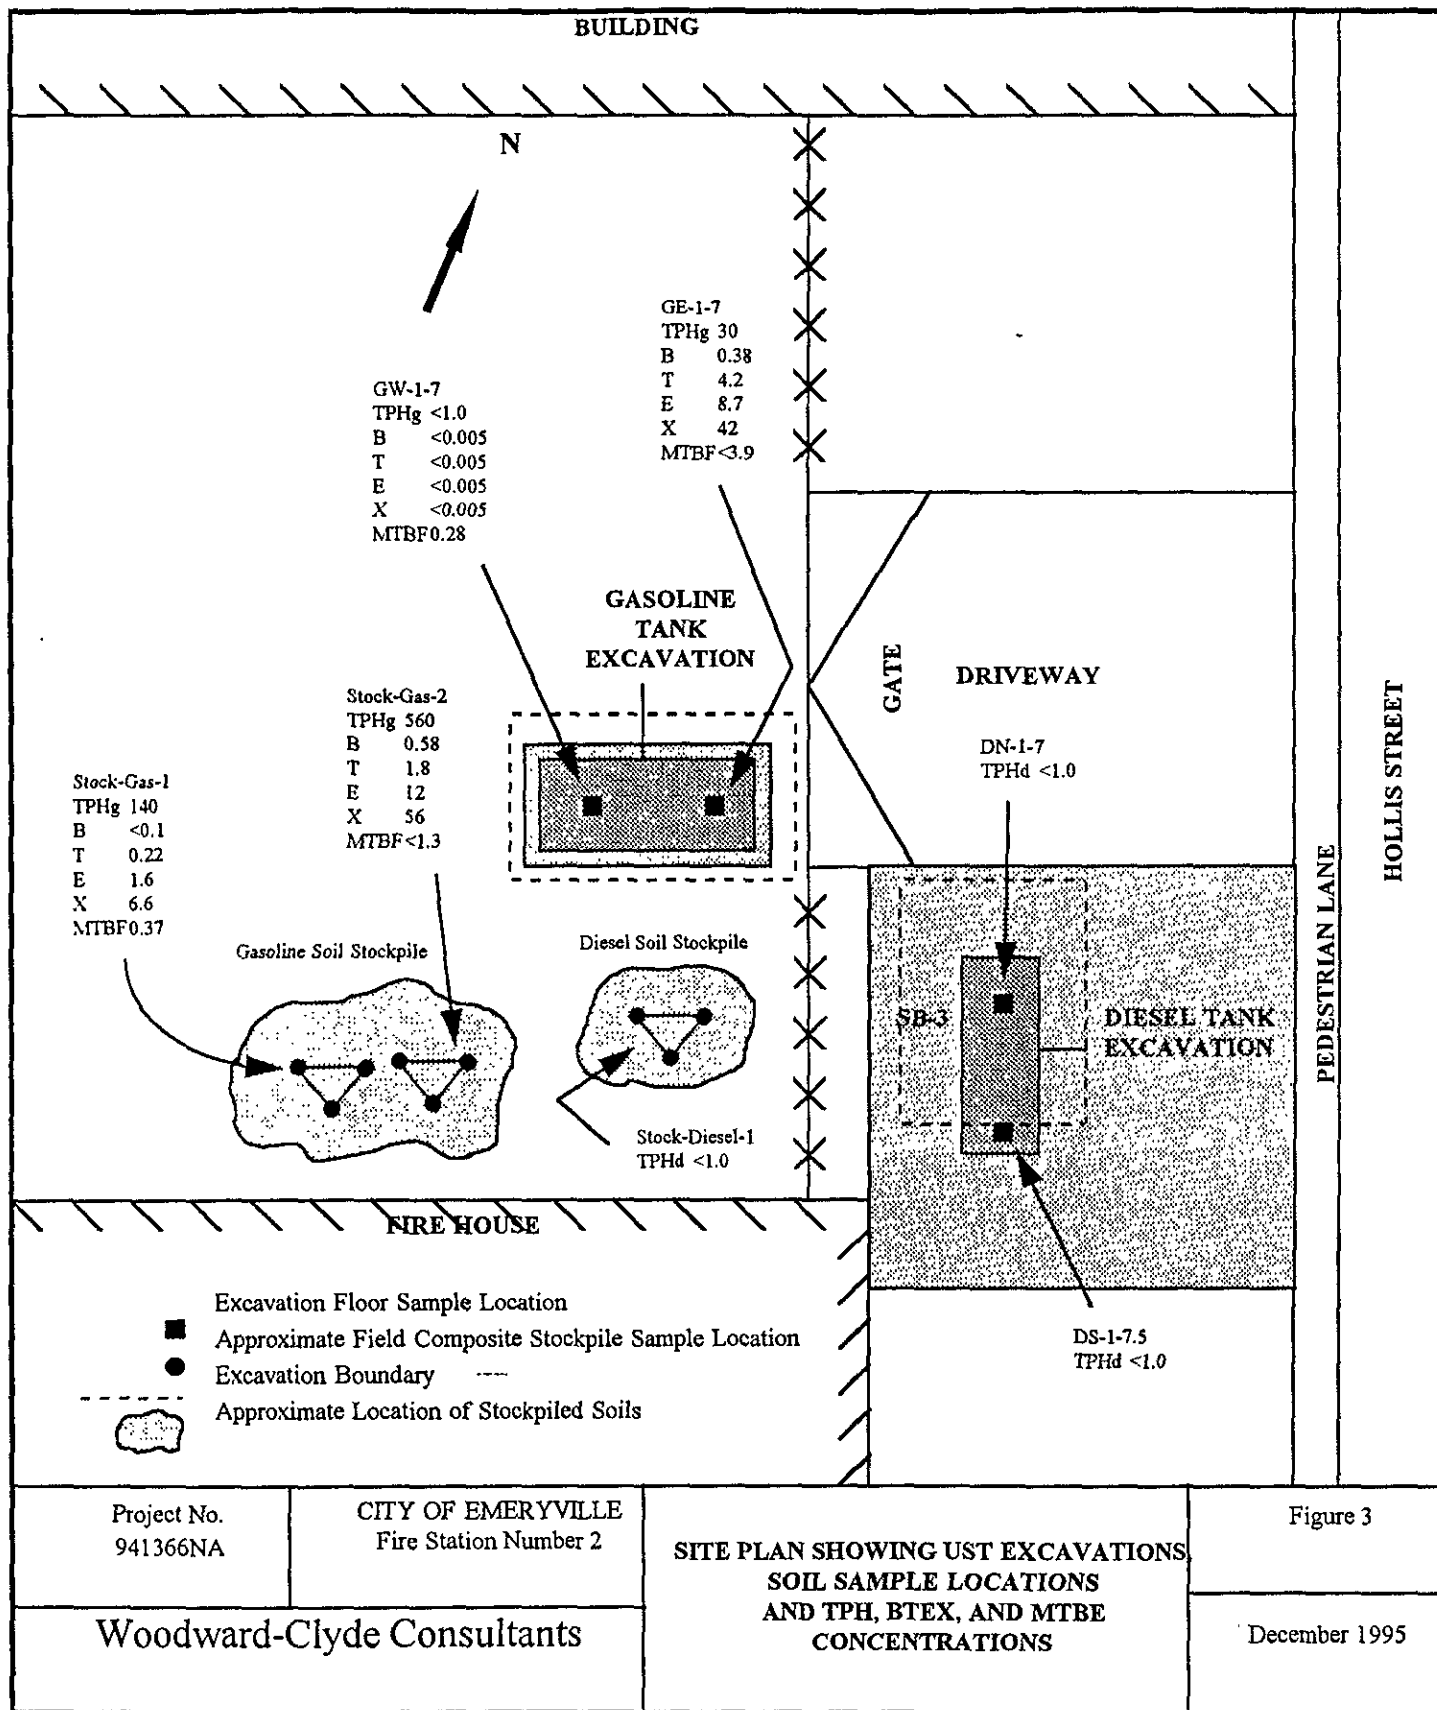 BUILDING
N
GE-1-7
TPHg 30
B 0.38
T 4.2
E 8.7
X 42
MTBF<3.9
GW-1-7
TPHg <1.0
B <0.005
T <0.005
E <0.005
X <0.005
MTBF0.28
GASOLINE
TANK
EXCAVATION
GATE
DRIVEWAY
HOLLIS STREET
PEDESTRIAN LANE
Stock-Gas-2
TPHg 560
B 0.58
T 1.8
E 12
X 56
MTBF<1.3
DN-1-7
TPHd <1.0
Stock-Gas-1
TPHg 140
B <0.1
T 0.22
E 1.6
X 6.6
MTBF0.37
Gasoline Soil Stockpile
Diesel Soil Stockpile
SB-3
DIESEL TANK
EXCAVATION
Stock-Diesel-1
TPHd <1.0
FIRE HOUSE
DS-1-7.5
TPHd <1.0
Excavation Floor Sample Location
Approximate Field Composite Stockpile Sample Location
Excavation Boundary ----
Approximate Location of Stockpiled Soils
Project No.
941366NA
CITY OF EMERYVILLE
Fire Station Number 2
Woodward-Clyde Consultants
SITE PLAN SHOWING UST EXCAVATIONS
SOIL SAMPLE LOCATIONS
AND TPH, BTEX, AND MTBE
CONCENTRATIONS
Figure 3
December 1995